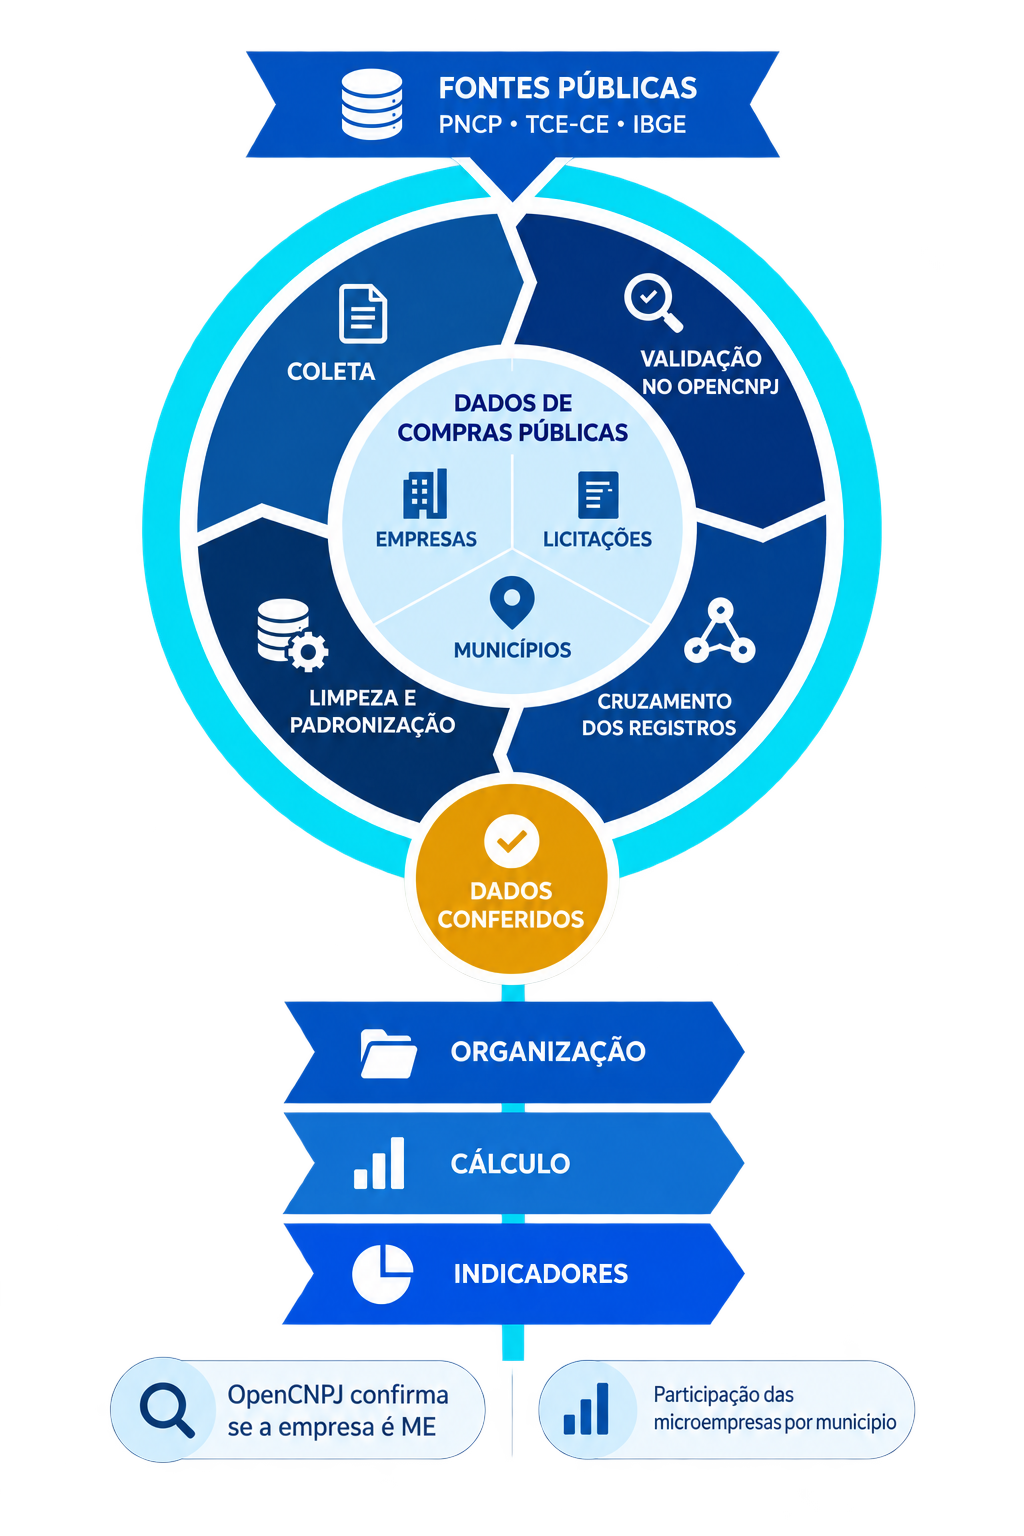 FONTES PÚBLICAS
PNCP • TCE-CE • IBGE
COLETA
VALIDAÇÃO
NO OPENCNPJ
DADOS DE
COMPRAS PÚBLICAS
EMPRESAS
LICITAÇÕES
MUNICÍPIOS
LIMPEZA E
PADRONIZAÇÃO
CRUZAMENTO
DOS REGISTROS
DADOS
CONFERIDOS
ORGANIZAÇÃO
CÁLCULO
INDICADORES
OpenCNPJ confirma
se a empresa é ME
Participação das
microempresas por município